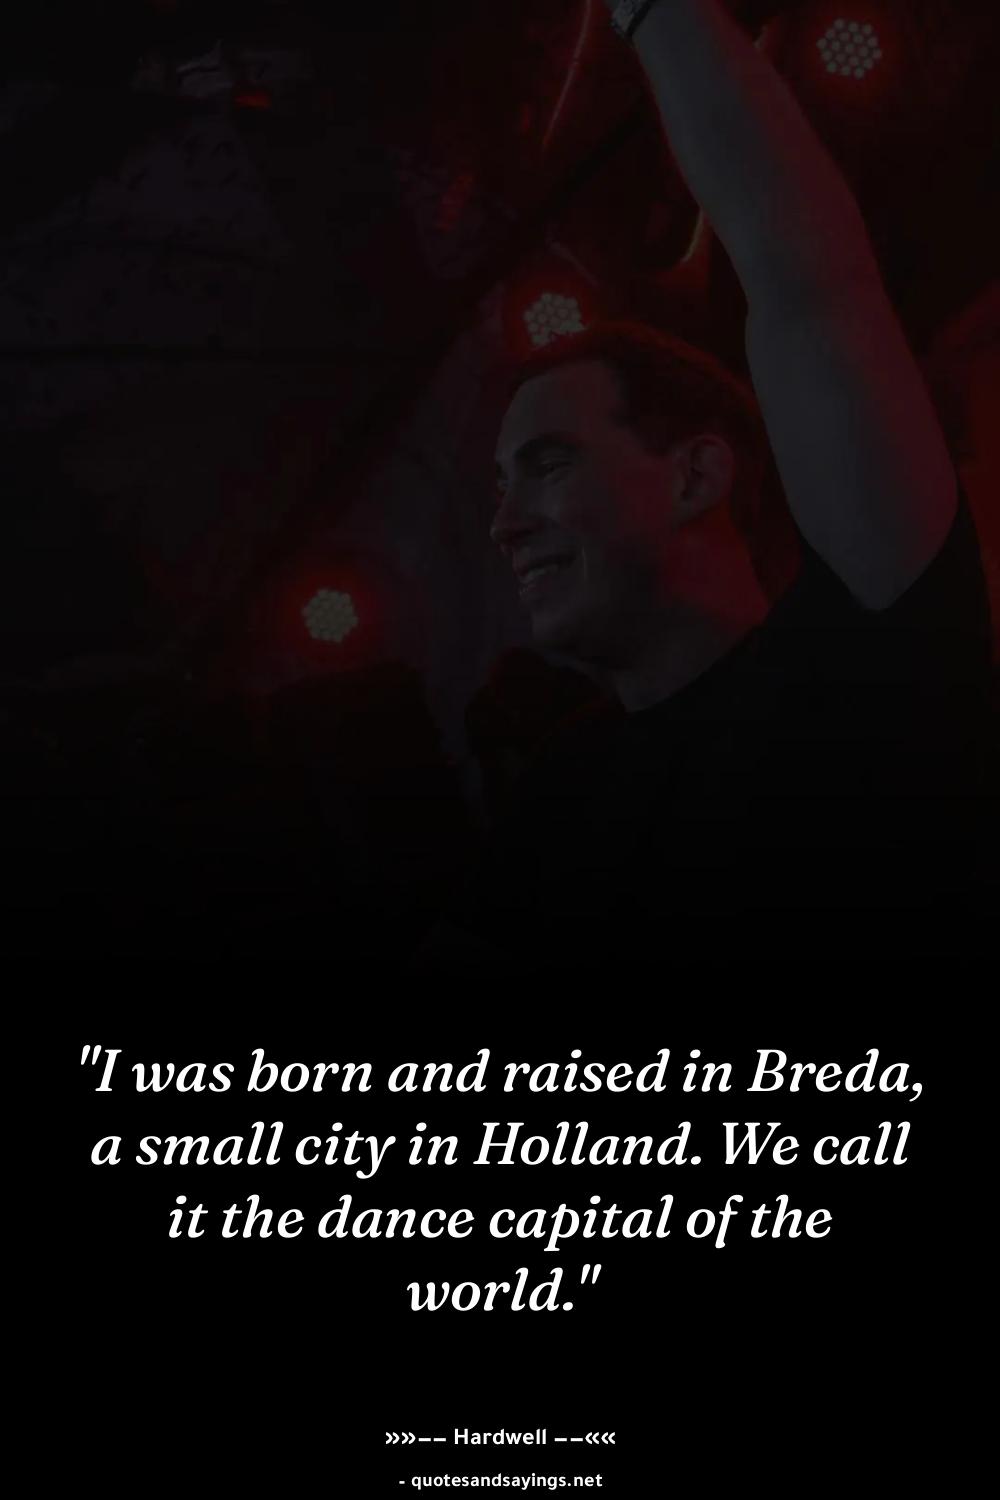 "I was born and raised in Breda,
a small city in Holland. We call
it the dance capital of the
world."
»»–– Hardwell ––««
- quotesandsayings.net